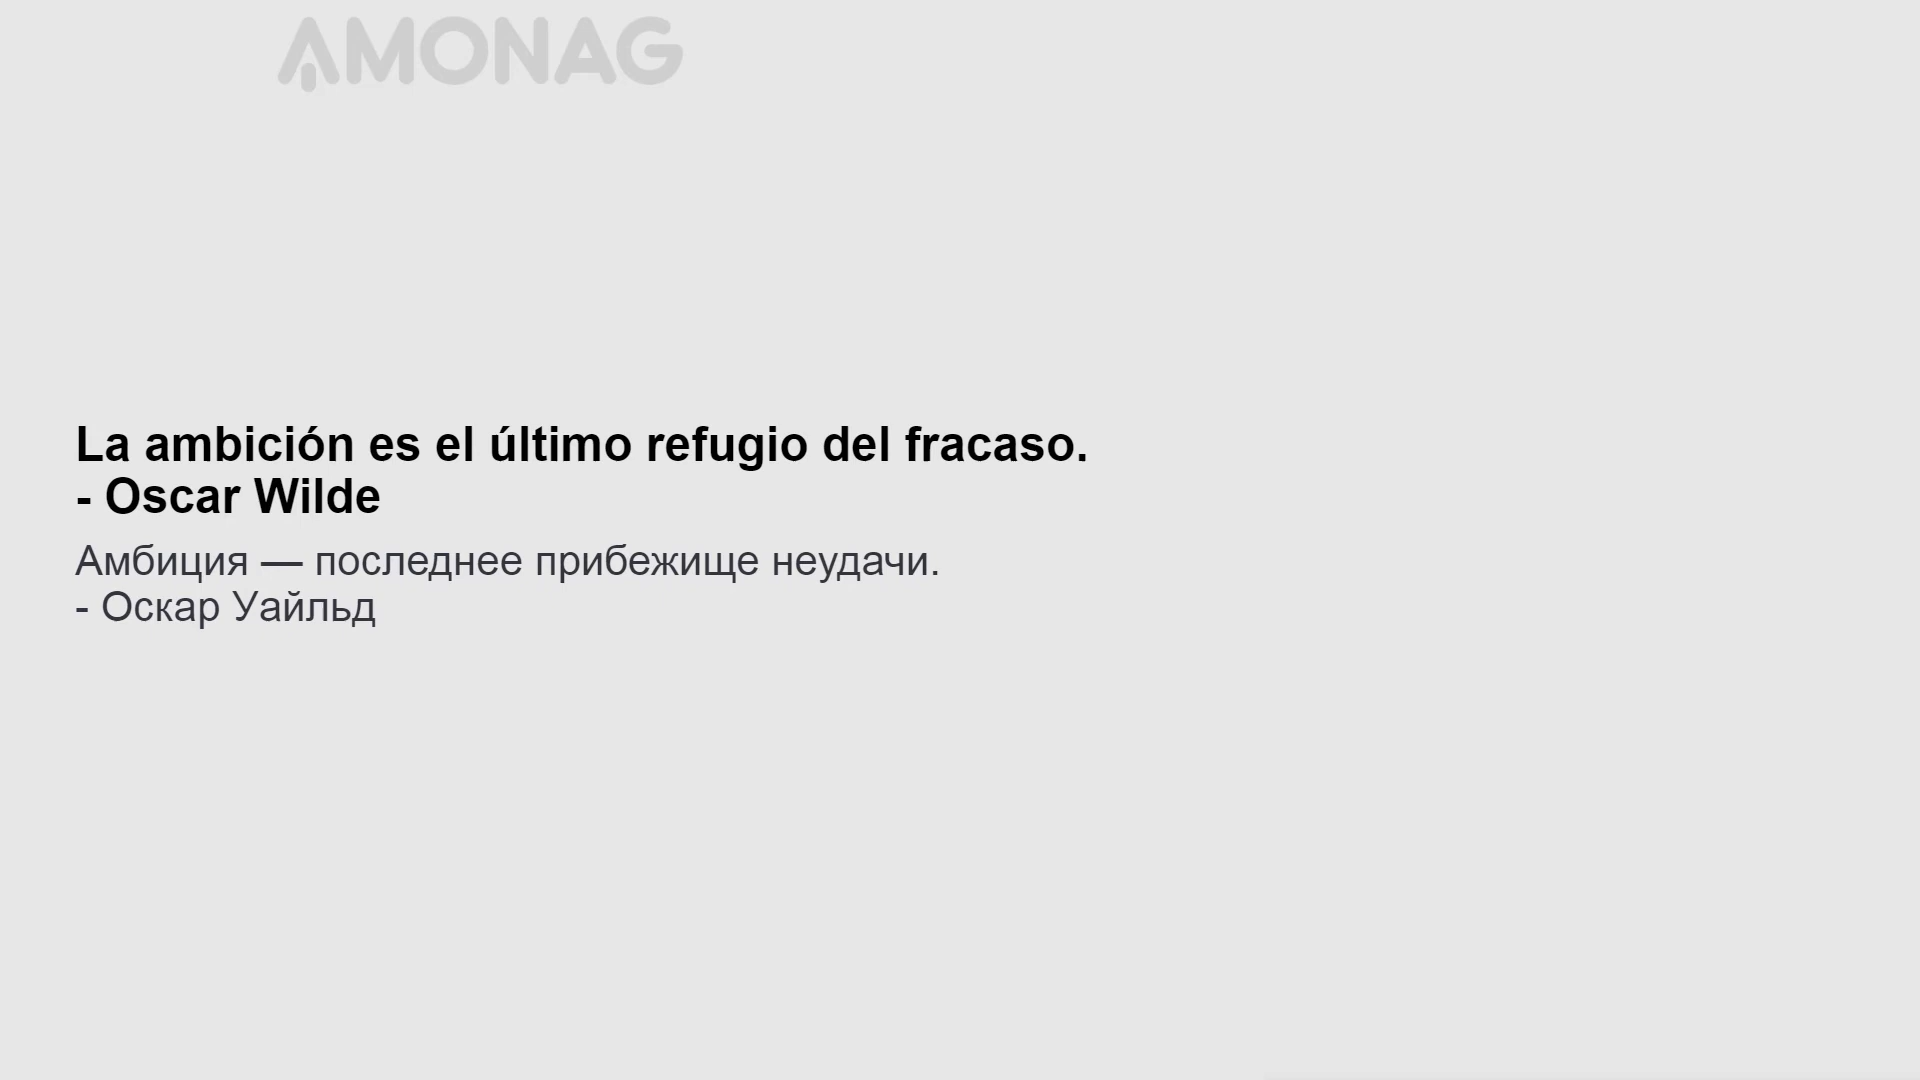 AMONAG
La ambición es el último refugio del fracaso.
- Oscar Wilde
Амбиция — последнее прибежище неудачи.
- Оскар Уайльд